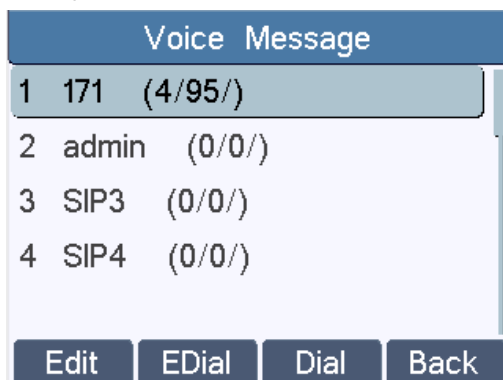 Voice Message
1 171 (4/95/)
2 admin (0/0/)
3 SIP3 (0/0/)
4 SIP4 (0/0/)
Edit EDial Dial Back